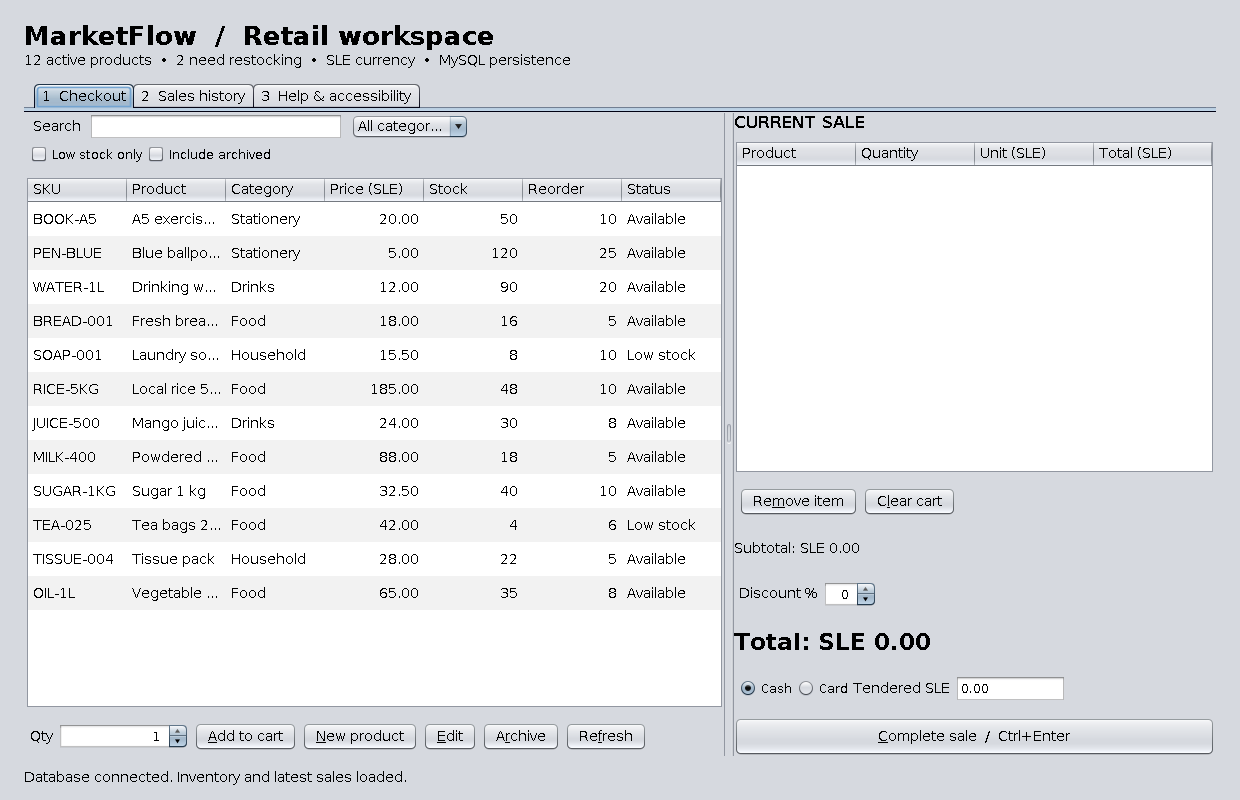 MarketFlow / Retail workspace
12 active products • 2 need restocking • SLE currency • MySQL persistence
1 Checkout 2 Sales history 3 Help & accessibility
Search All categor...
Low stock only Include archived
SKU Product Category Price (SLE) Stock Reorder Status
BOOK-A5 A5 exercis... Stationery 20.00 50 10 Available
PEN-BLUE Blue ballpo... Stationery 5.00 120 25 Available
WATER-1L Drinking w... Drinks 12.00 90 20 Available
BREAD-001 Fresh brea... Food 18.00 16 5 Available
SOAP-001 Laundry so... Household 15.50 8 10 Low stock
RICE-5KG Local rice 5... Food 185.00 48 10 Available
JUICE-500 Mango juic... Drinks 24.00 30 8 Available
MILK-400 Powdered ... Food 88.00 18 5 Available
SUGAR-1KG Sugar 1 kg Food 32.50 40 10 Available
TEA-025 Tea bags 2... Food 42.00 4 6 Low stock
TISSUE-004 Tissue pack Household 28.00 22 5 Available
OIL-1L Vegetable ... Food 65.00 35 8 Available
Qty 1 Add to cart New product Edit Archive Refresh
CURRENT SALE
Product Quantity Unit (SLE) Total (SLE)
Remove item Clear cart
Subtotal: SLE 0.00
Discount % 0
Total: SLE 0.00
Cash Card Tendered SLE 0.00
Complete sale / Ctrl+Enter
Database connected. Inventory and latest sales loaded.